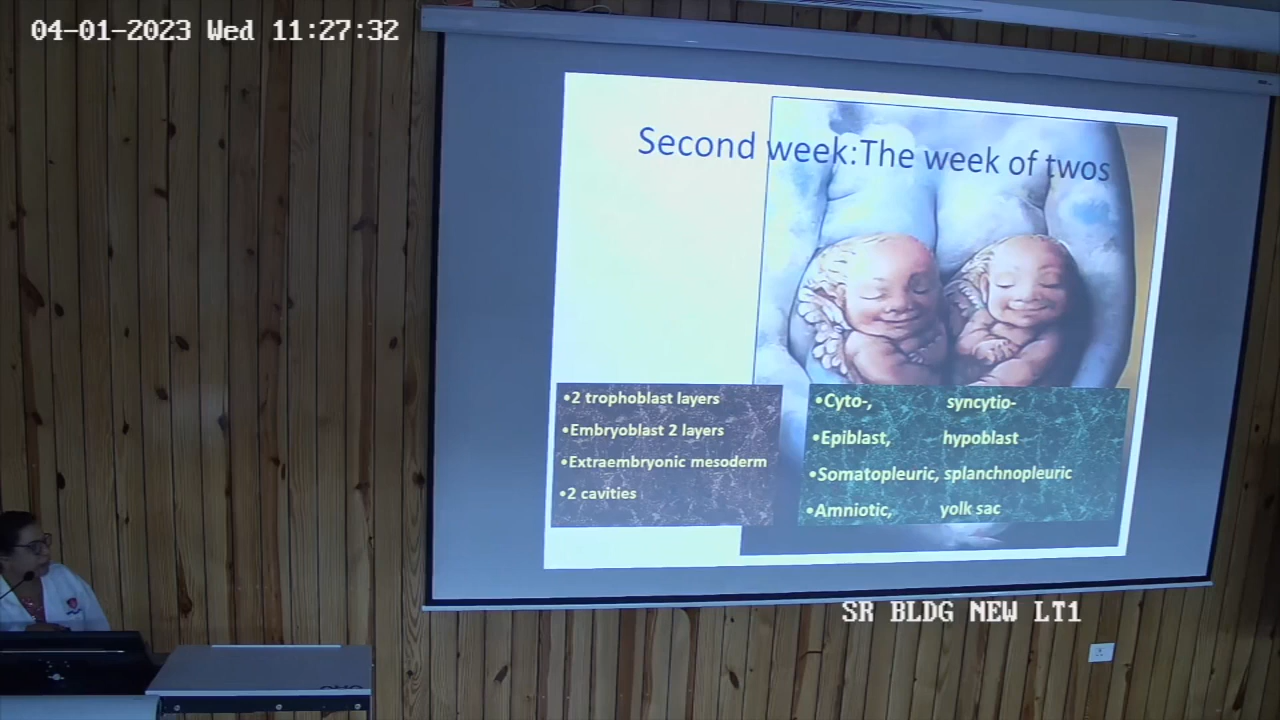 04-01-2023 Wed 11:27:32
Second week:The week of twos
•2 trophoblast layers
•Embryoblast 2 layers
•Extraembryonic mesoderm
•2 cavities
•Cyto-, syncytio-
•Epiblast, hypoblast
•Somatopleuric, splanchnopleuric
•Amniotic, yolk sac
SR BLDG NEW LT1